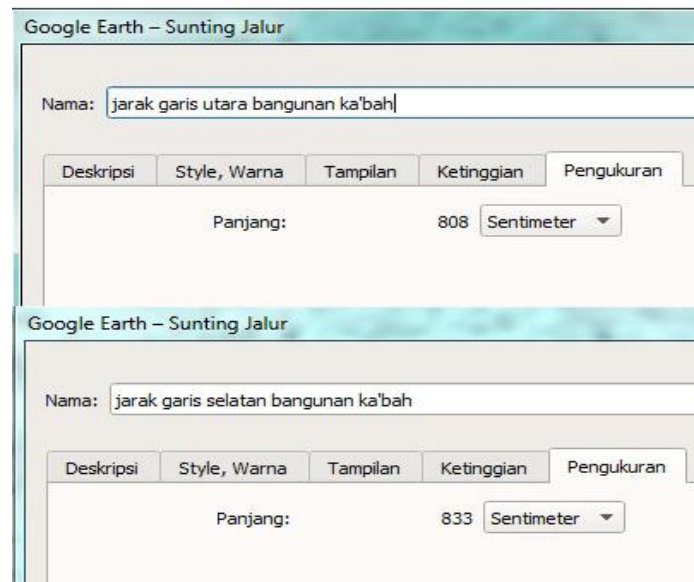 Google Earth – Sunting Jalur
Nama: jarak garis utara bangunan ka'bah
Deskripsi Style, Warna Tampilan Ketinggian Pengukuran
Panjang: 808 Sentimeter
Google Earth – Sunting Jalur
Nama: jarak garis selatan bangunan ka'bah
Deskripsi Style, Warna Tampilan Ketinggian Pengukuran
Panjang: 833 Sentimeter